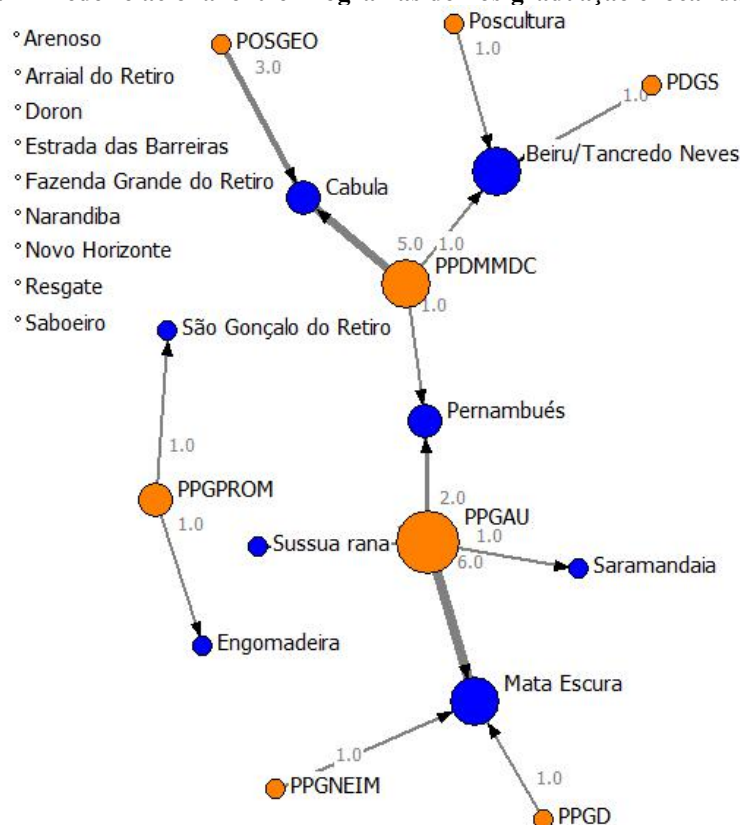 Poscultura
°Arenoso
POSGEO
3.0
1.0
°Arraial do Retiro
PDGS
1.0
°Doron
°Estrada das Barreiras
Beiru/Tancredo Neves
°Fazenda Grande do Retiro
Cabula
°Narandiba
°Novo Horizonte
5.0
1.0
PPDMMDC
°Resgate
1.0
°Saboeiro
São Gonçalo do Retiro
Pernambués
1.0
PPGPROM
2.0
1.0
PPGAU
1.0
Sussua rana
6.0
Saramandaia
Engomadeira
Mata Escura
1.0
PPGNEIM
1.0
PPGD